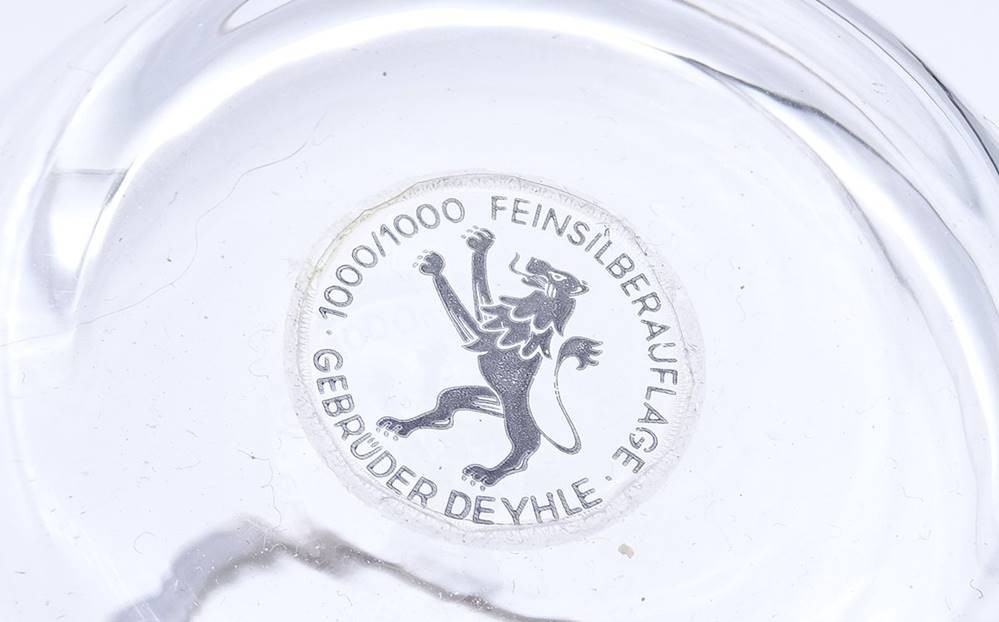 1000/1000 FEINSILBERAUFLAGE ·
GEBRÜDER DEYHLE ·